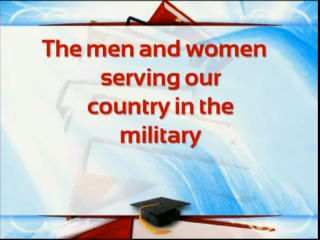 The men and women
serving our
country in the
military